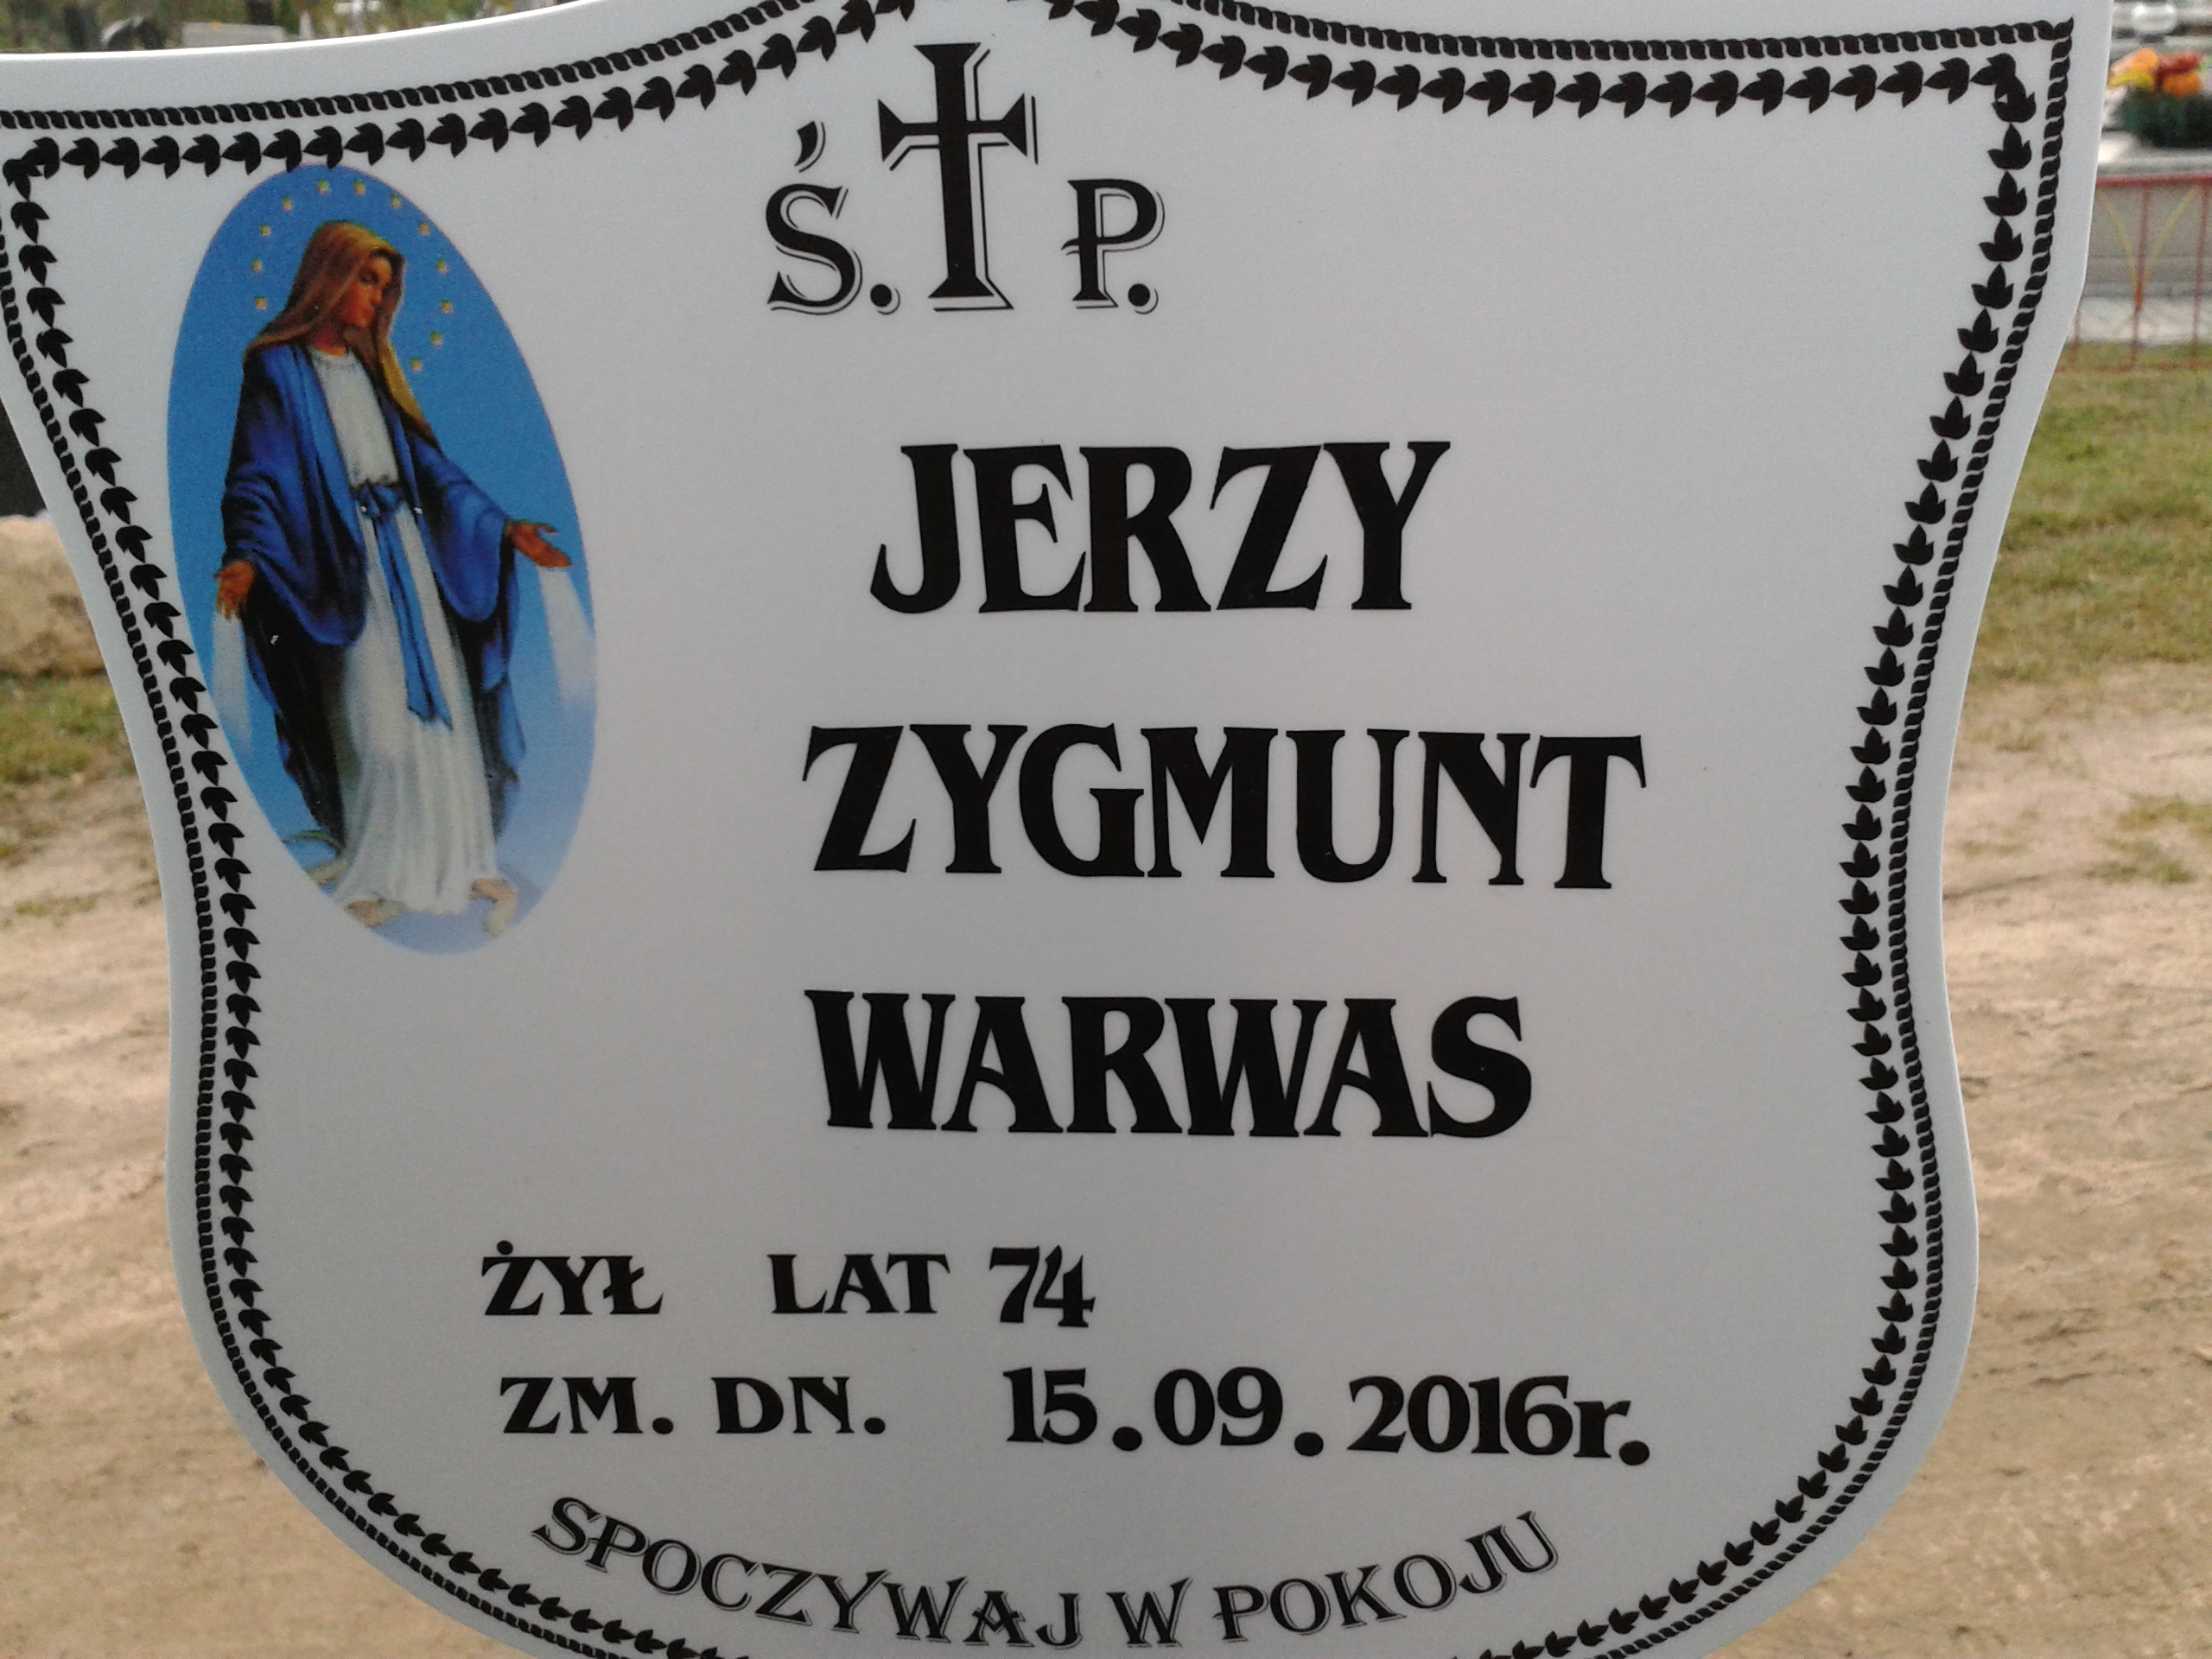 Ś. P.
JERZY
ZYGMUNT
WARWAS
ŻYŁ LAT 74
ZM. DN. 15.09.2016r.
SPOCZYWAJ W POKOJU